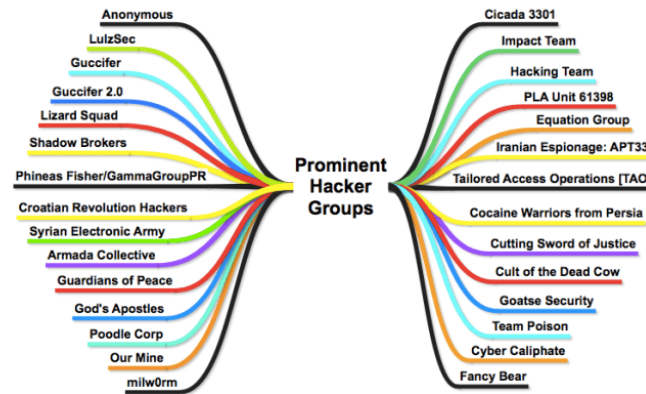 Anonymous
LulzSec
Guccifer
Guccifer 2.0
Lizard Squad
Shadow Brokers
Phineas Fisher/GammaGroupPR
Croatian Revolution Hackers
Syrian Electronic Army
Armada Collective
Guardians of Peace
God's Apostles
Poodle Corp
Our Mine
milw0rm
Prominent
Hacker
Groups
Cicada 3301
Impact Team
Hacking Team
PLA Unit 61398
Equation Group
Iranian Espionage: APT33
Tailored Access Operations [TAO
Cocaine Warriors from Persia
Cutting Sword of Justice
Cult of the Dead Cow
Goatse Security
Team Poison
Cyber Caliphate
Fancy Bear